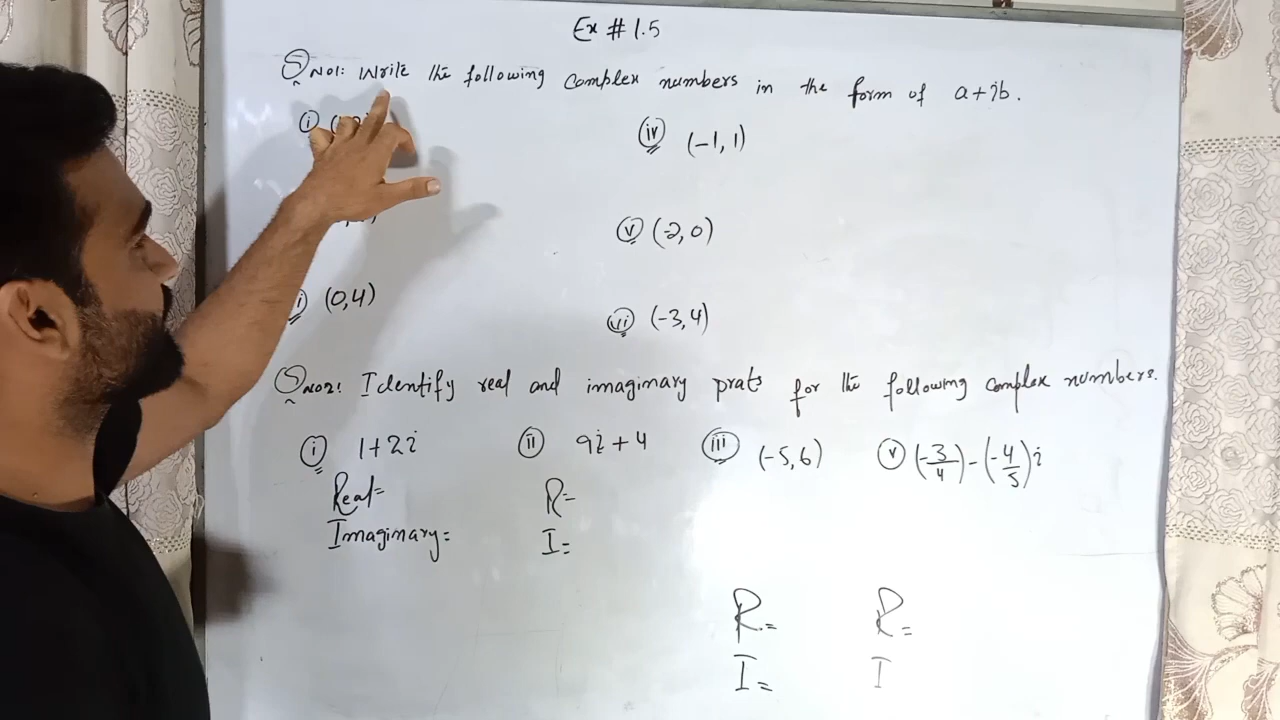 Ex # 1.5
Q No1: Write the following complex numbers in the form of a+ib.
i
iv (-1, 1)
v (-2, 0)
(0,4)
vi (-3, 4)
Q No2: Identify real and imaginary prats for the following complex numbers.
i 1+2i ii 9i+4 iii (-5, 6) v (-3/4) - (-4/5)i
Real= R=
Imaginary= I=
R= R=
I= I